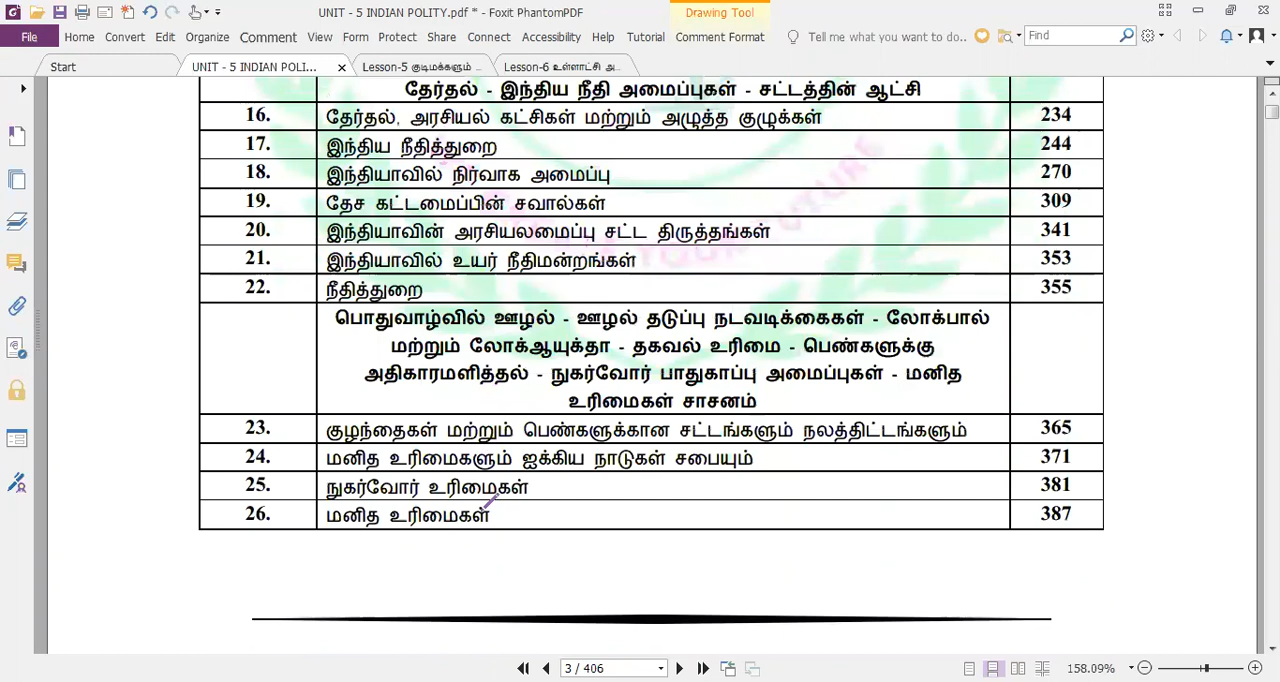 UNIT - 5 INDIAN POLITY.pdf * - Foxit PhantomPDF
Drawing Tool
File Home Convert Edit Organize Comment View Form Protect Share Connect Accessibility Help Tutorial Comment Format Tell me what you want to do.. Find
Start UNIT - 5 INDIAN POLI... Lesson-5 குடிமக்களும் ... Lesson-6 உள்ளாட்சி அ...
தேர்தல் - இந்திய நீதி அமைப்புகள் - சட்டத்தின் ஆட்சி
16. தேர்தல், அரசியல் கட்சிகள் மற்றும் அழுத்த குழுக்கள் 234
17. இந்திய நீதித்துறை 244
18. இந்தியாவில் நிர்வாக அமைப்பு 270
19. தேச கட்டமைப்பின் சவால்கள் 309
20. இந்தியாவின் அரசியலமைப்பு சட்ட திருத்தங்கள் 341
21. இந்தியாவில் உயர் நீதிமன்றங்கள் 353
22. நீதித்துறை 355
பொதுவாழ்வில் ஊழல் - ஊழல் தடுப்பு நடவடிக்கைகள் - லோக்பால்
மற்றும் லோக்ஆயுக்தா - தகவல் உரிமை - பெண்களுக்கு
அதிகாரமளித்தல் - நுகர்வோர் பாதுகாப்பு அமைப்புகள் - மனித
உரிமைகள் சாசனம்
23. குழந்தைகள் மற்றும் பெண்களுக்கான சட்டங்களும் நலத்திட்டங்களும் 365
24. மனித உரிமைகளும் ஐக்கிய நாடுகள் சபையும் 371
25. நுகர்வோர் உரிமைகள் 381
26. மனித உரிமைகள் 387
3 / 406 158.09%